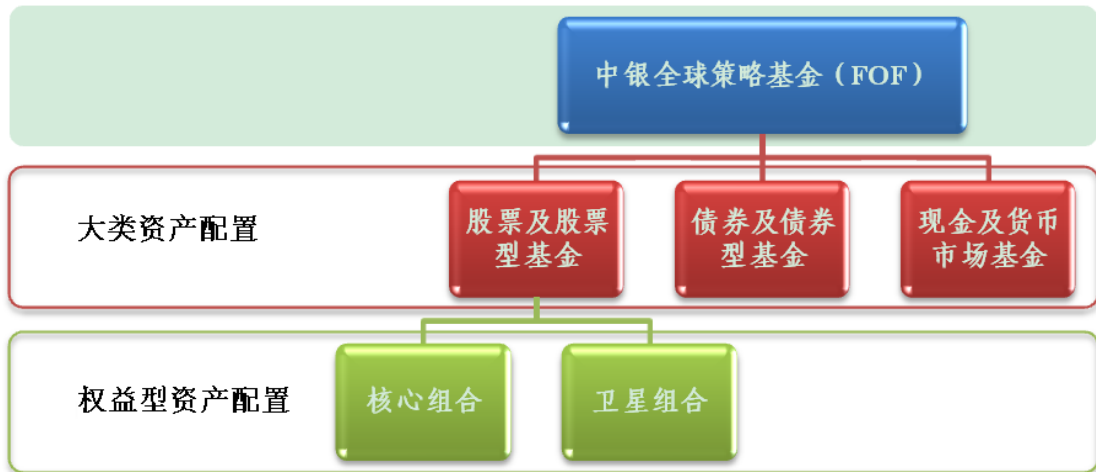 中银全球策略基金（FOF）
大类资产配置
股票及股票
型基金
债券及债券
型基金
现金及货币
市场基金
权益型资产配置
核心组合
卫星组合